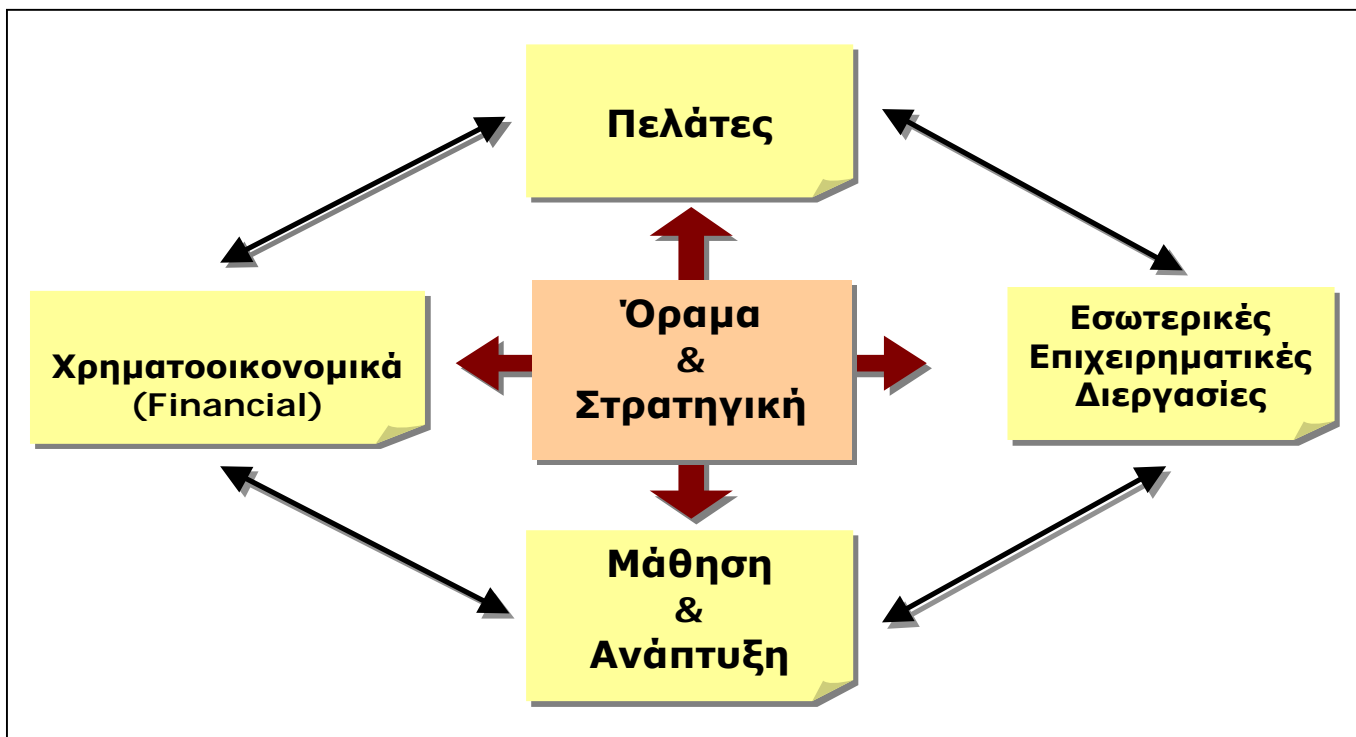 Πελάτες
Χρηματοοικονομικά
(Financial)
Όραμα
&
Στρατηγική
Εσωτερικές
Επιχειρηματικές
Διεργασίες
Μάθηση
&
Ανάπτυξη